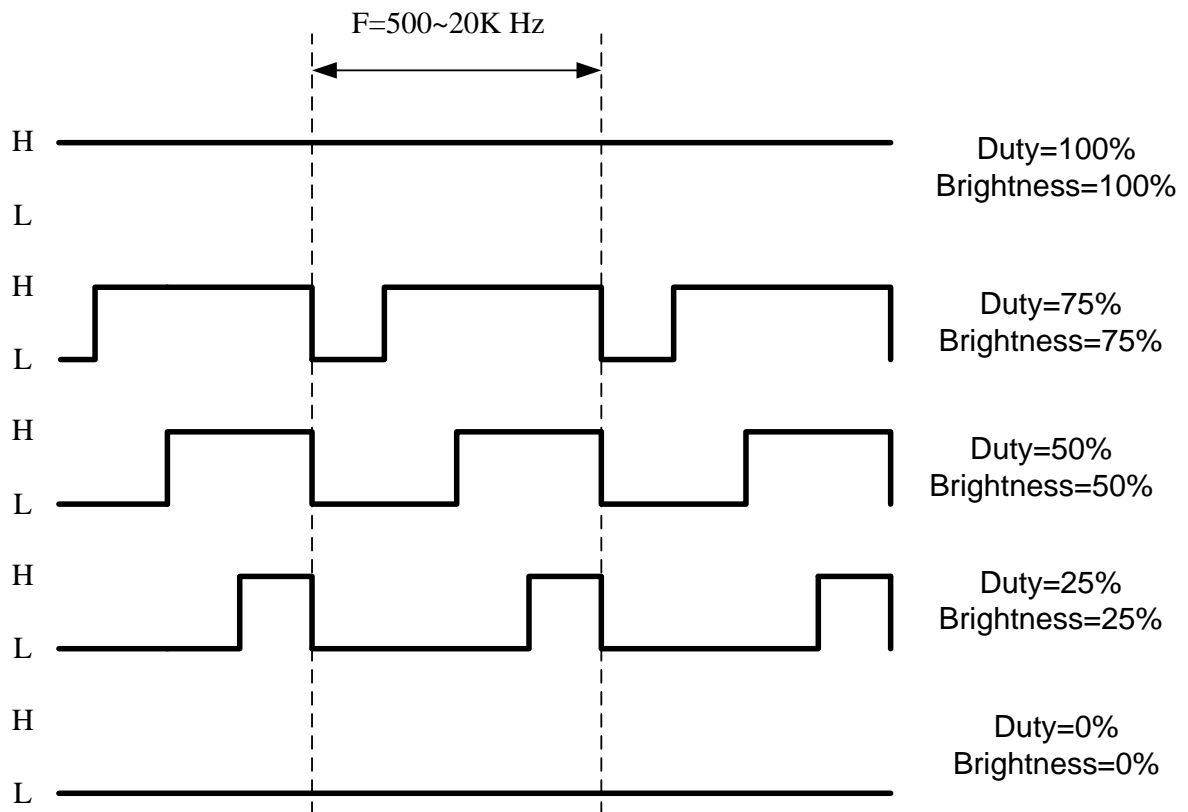 F=500~20K Hz
H
Duty=100%
Brightness=100%
L
H
Duty=75%
Brightness=75%
L
H
Duty=50%
Brightness=50%
L
H
Duty=25%
Brightness=25%
L
H
Duty=0%
Brightness=0%
L